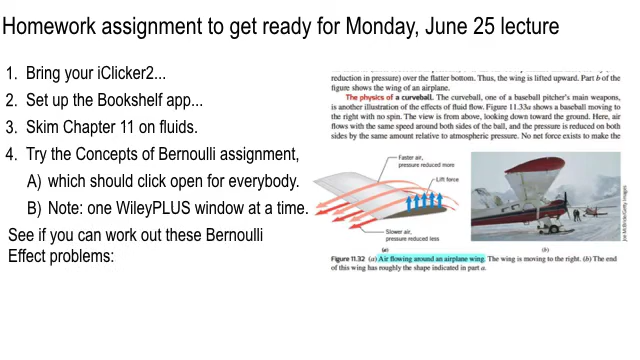 Homework assignment to get ready for Monday, June 25 lecture
1. Bring your iClicker2...
2. Set up the Bookshelf app...
3. Skim Chapter 11 on fluids.
4. Try the Concepts of Bernoulli assignment,
A) which should click open for everybody.
B) Note: one WileyPLUS window at a time.
See if you can work out these Bernoulli
Effect problems:
reduction in pressure) over the flatter bottom. Thus, the wing is lifted upward. Part b of the
figure shows the wing of an airplane.
The physics of a curveball. The curveball, one of a baseball pitcher's main weapons,
is another illustration of the effects of fluid flow. Figure 11.33a shows a baseball moving to
the right with no spin. The view is from above, looking down toward the ground. Here, air
flows with the same speed around both sides of the ball, and the pressure is reduced on both
sides by the same amount relative to atmospheric pressure. No net force exists to make the
Faster air,
pressure reduced more
Lift force
Slower air,
pressure reduced less
(a)
(b)
Joe McBride/Getty Images
Figure 11.32 (a) Air flowing around an airplane wing. The wing is moving to the right. (b) The end
of this wing has roughly the shape indicated in part a.